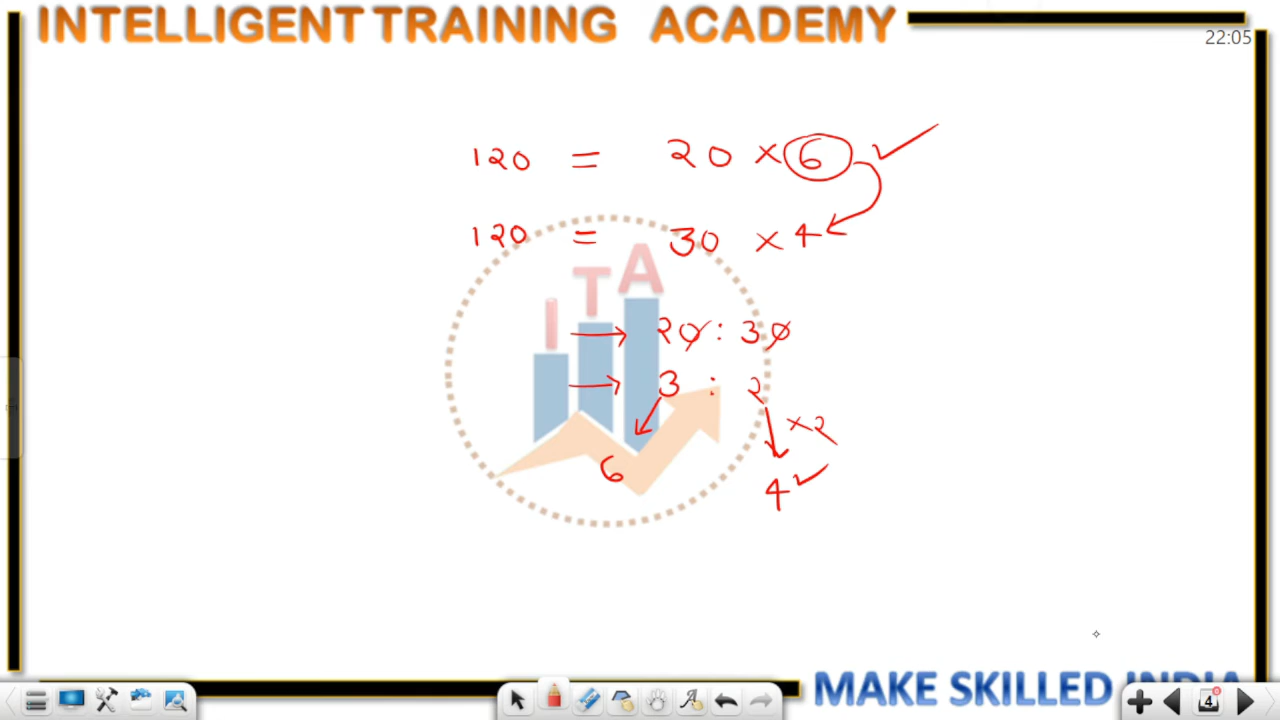 INTELLIGENT TRAINING ACADEMY
22:05
120 = 20 × 6
120 = 30 × 4
I T A
→ 20 : 30
→ 3 : 2
×2
6
4
MAKE SKILLED INDIA
4